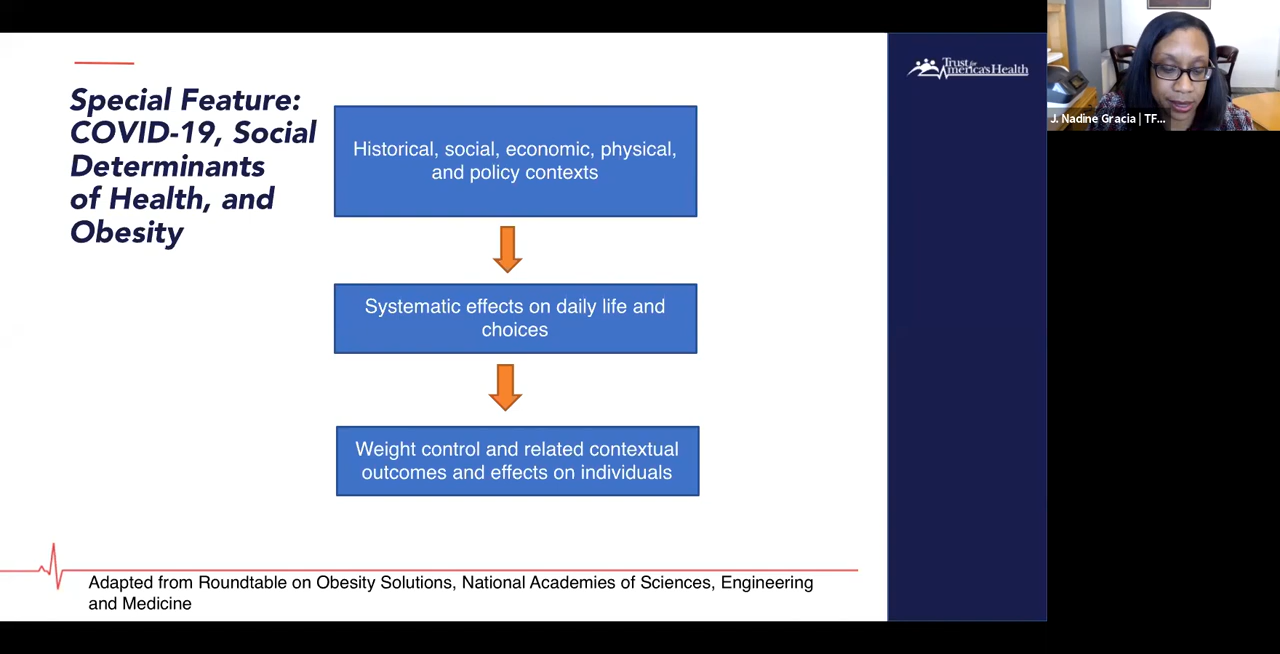 Special Feature:
COVID-19, Social
Determinants
of Health, and
Obesity
Historical, social, economic, physical,
and policy contexts
Systematic effects on daily life and
choices
Weight control and related contextual
outcomes and effects on individuals
Adapted from Roundtable on Obesity Solutions, National Academies of Sciences, Engineering
and Medicine
Trust for
America's Health
J. Nadine Gracia | TF...